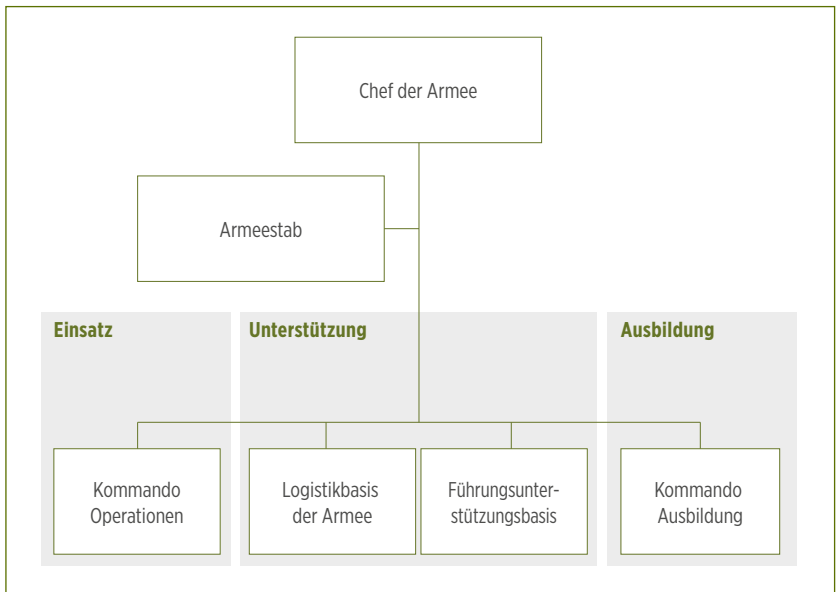 Chef der Armee
Armeestab
Einsatz
Unterstützung
Ausbildung
Kommando
Operationen
Logistikbasis
der Armee
Führungsunter-
stützungsbasis
Kommando
Ausbildung